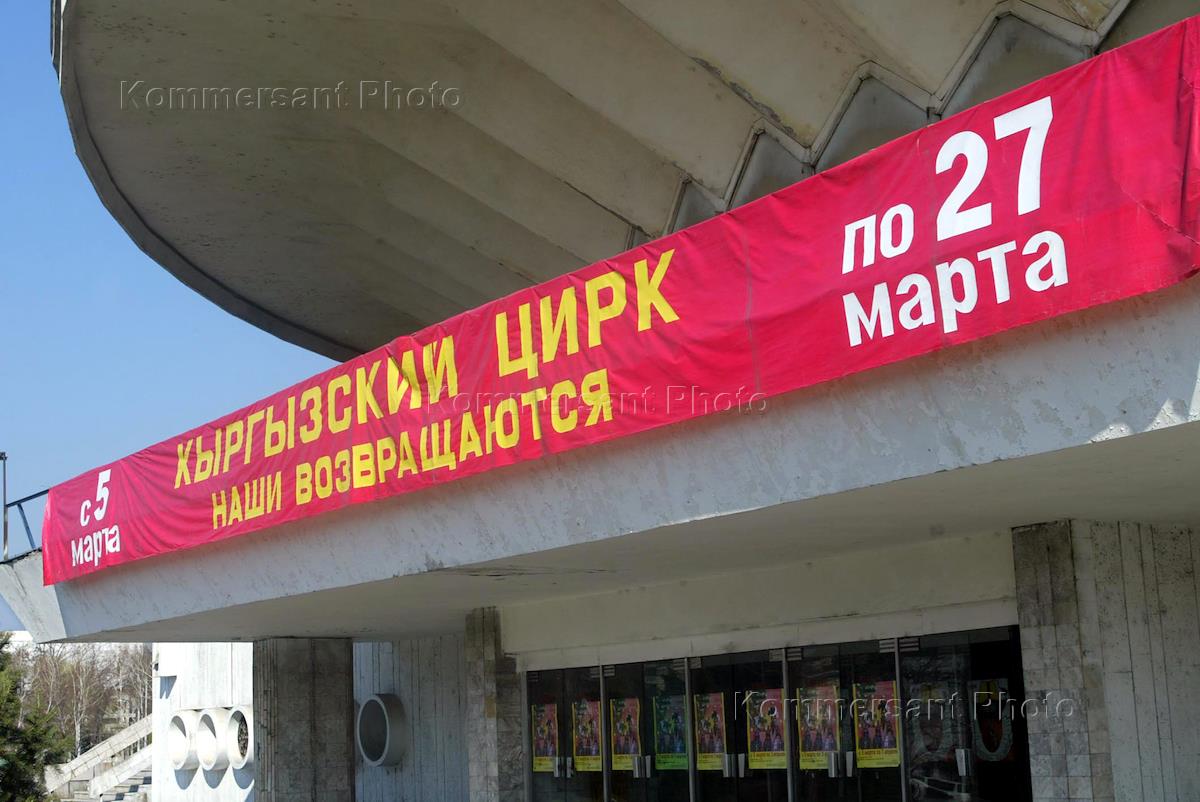 Kommersant Photo
с 5
марта
КЫРГЫЗСКИЙ ЦИРК
НАШИ ВОЗВРАЩАЮТСЯ
по 27
марта
Kommersant Photo
Kommersant Photo